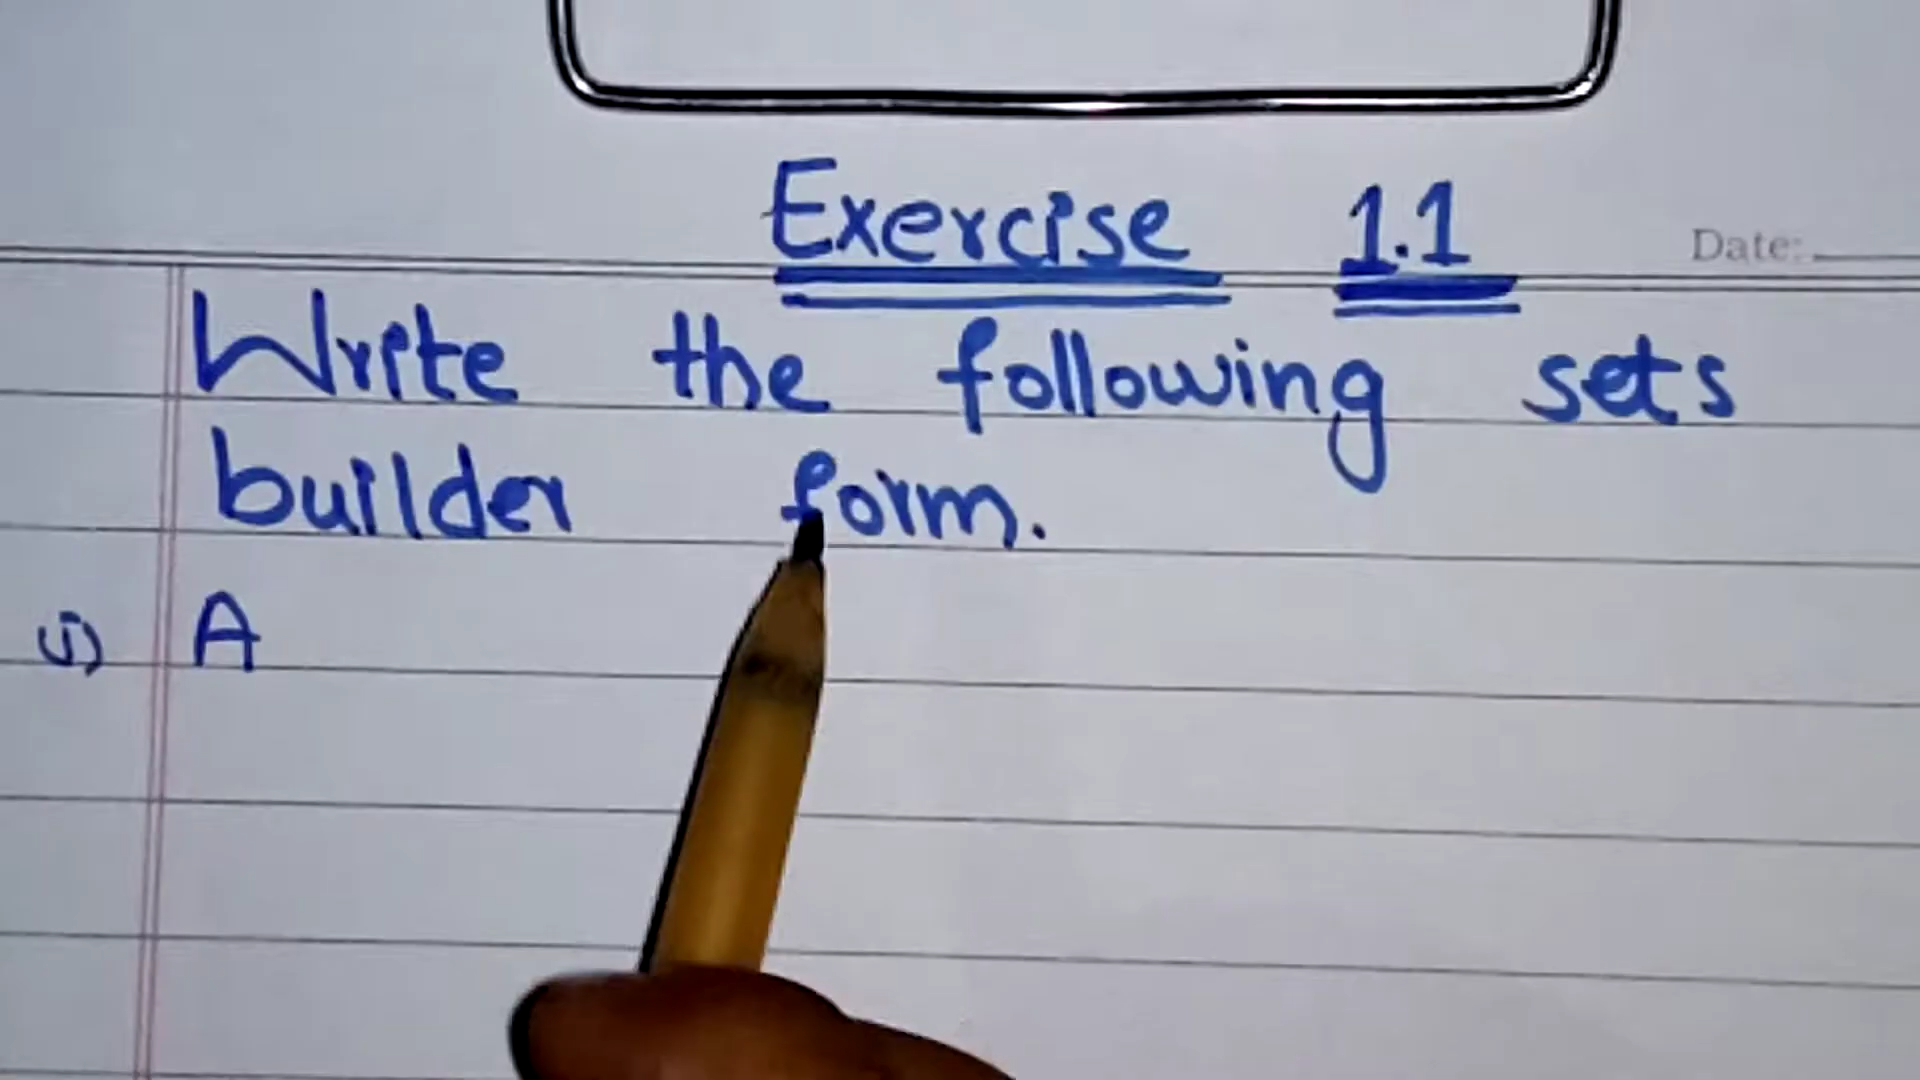 Exercise 1.1
Date:
Write the following sets
builder form.
(i) A